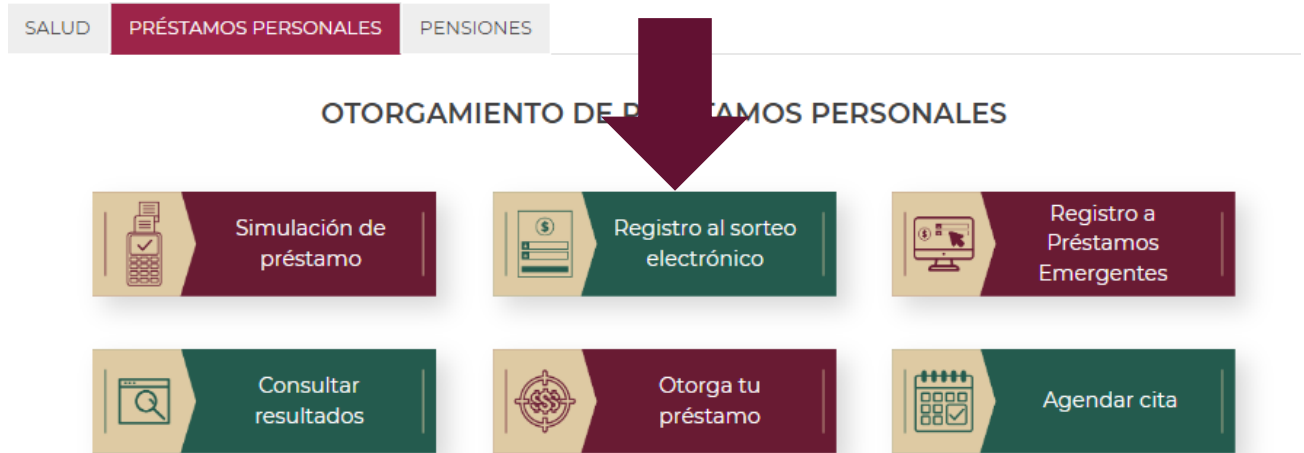 SALUD PRÉSTAMOS PERSONALES PENSIONES
OTORGAMIENTO DE PERSONALES
Simulación de
préstamo
Registro al sorteo
electrónico
Registro a
Préstamos
Emergentes
Consultar
resultados
Otorga tu
préstamo
Agendar cita